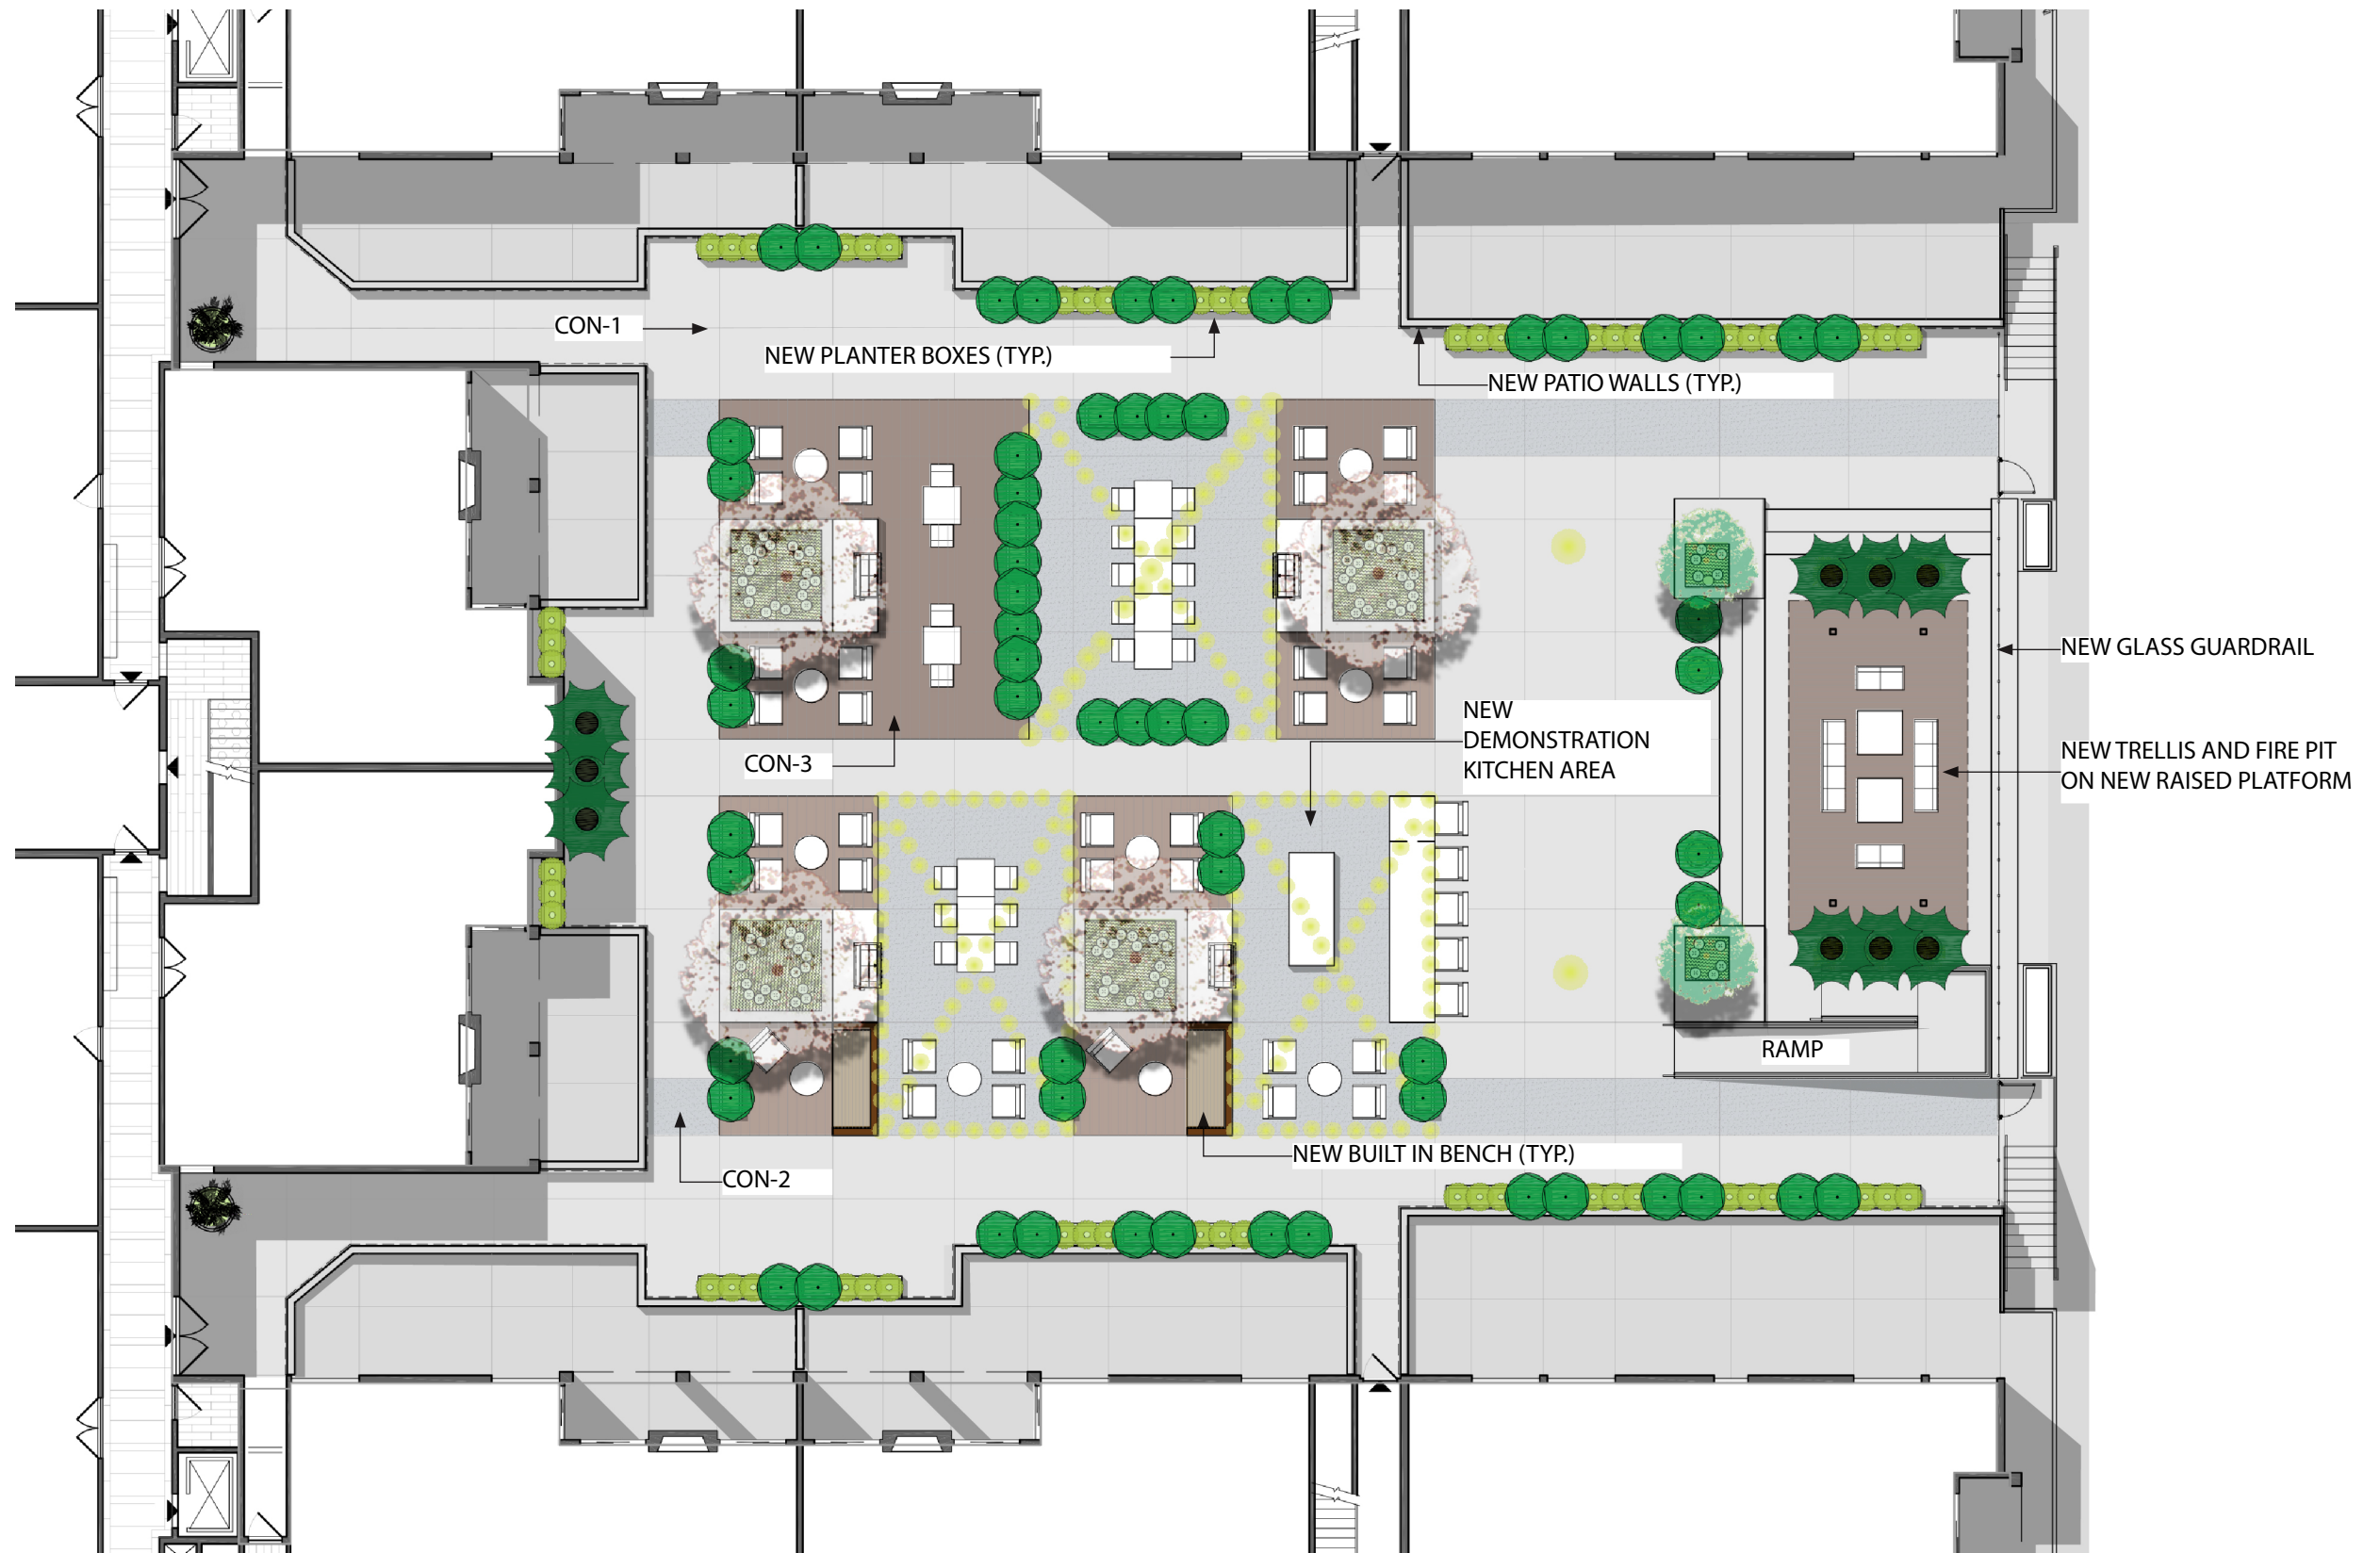 CON-1
NEW PLANTER BOXES (TYP.)
NEW PATIO WALLS (TYP.)
NEW GLASS GUARDRAIL
NEW
DEMONSTRATION
KITCHEN AREA
NEW TRELLIS AND FIRE PIT
ON NEW RAISED PLATFORM
CON-3
RAMP
NEW BUILT IN BENCH (TYP.)
CON-2